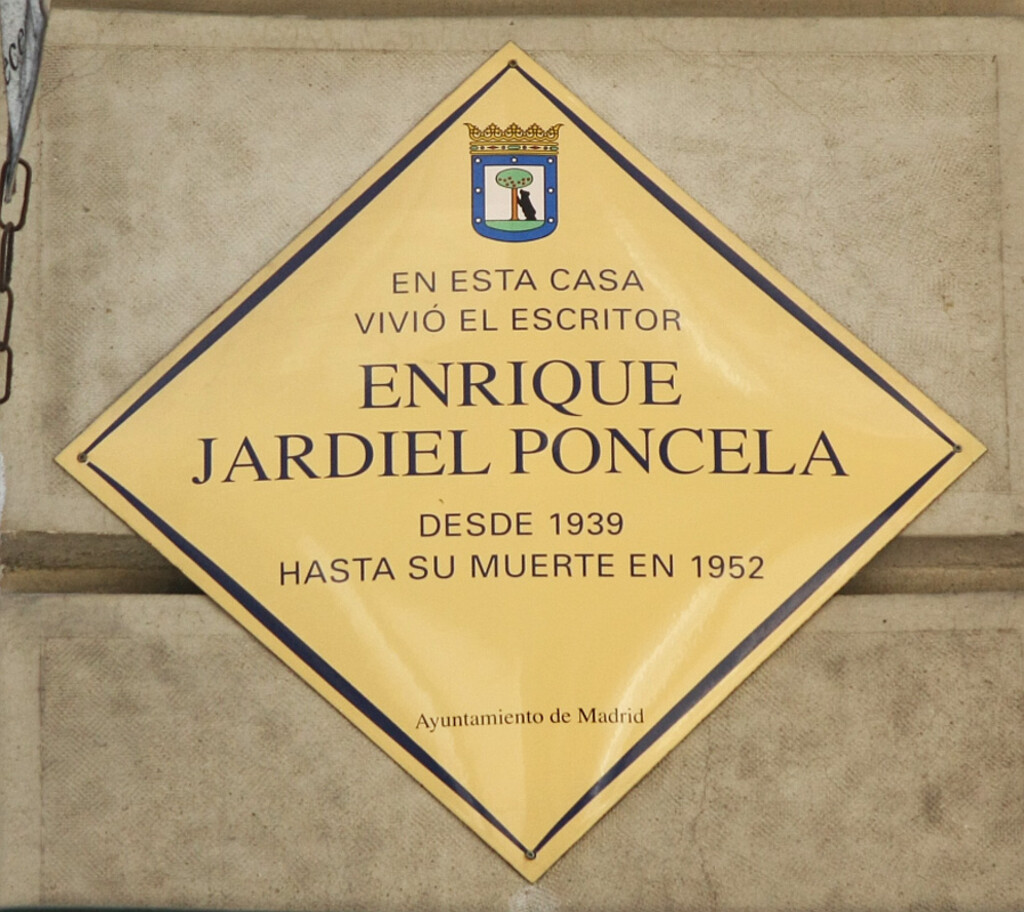 EN ESTA CASA
VIVIÓ EL ESCRITOR
ENRIQUE
JARDIEL PONCELA
DESDE 1939
HASTA SU MUERTE EN 1952
Ayuntamiento de Madrid